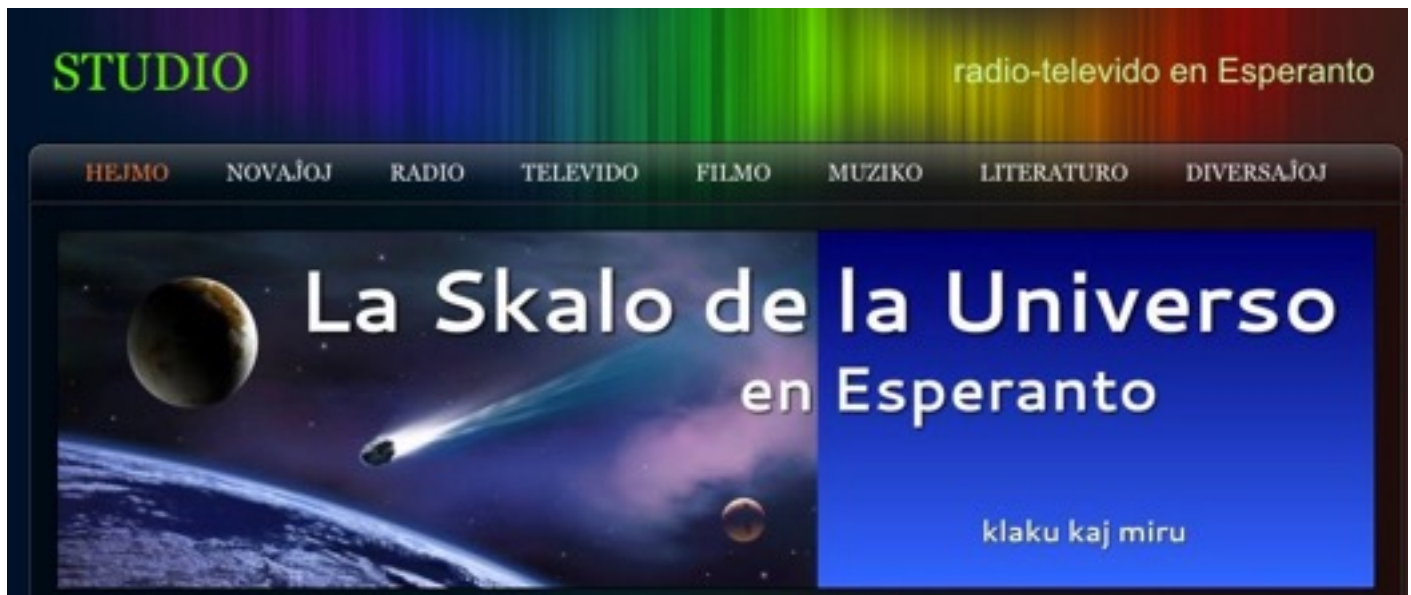 STUDIO
radio-televido en Esperanto
HEJMO NOVAĴOJ RADIO TELEVIDO FILMO MUZIKO LITERATURO DIVERSAĴOJ
La Skalo de la Universo
en Esperanto
klaku kaj miru